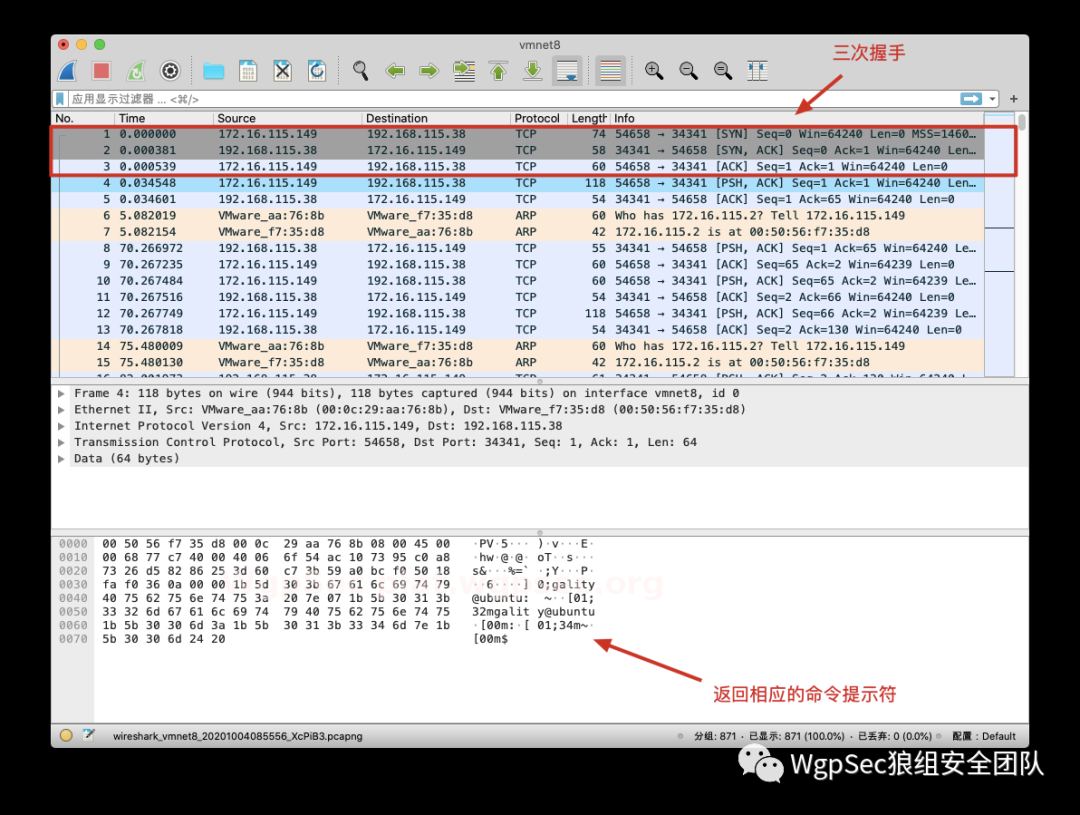 vmnet8
三次握手
应用显示过滤器 … <⌘/>
No. Time Source Destination Protocol Length Info
1 0.000000 172.16.115.149 192.168.115.38 TCP 74 54658 → 34341 [SYN] Seq=0 Win=64240 Len=0 MSS=1460…
2 0.000381 192.168.115.38 172.16.115.149 TCP 58 34341 → 54658 [SYN, ACK] Seq=0 Ack=1 Win=64240 Len…
3 0.000539 172.16.115.149 192.168.115.38 TCP 60 54658 → 34341 [ACK] Seq=1 Ack=1 Win=64240 Len=0
4 0.034548 172.16.115.149 192.168.115.38 TCP 118 54658 → 34341 [PSH, ACK] Seq=1 Ack=1 Win=64240 Len…
5 0.034601 192.168.115.38 172.16.115.149 TCP 54 34341 → 54658 [ACK] Seq=1 Ack=65 Win=64240 Len=0
6 5.082019 VMware_aa:76:8b VMware_f7:35:d8 ARP 60 Who has 172.16.115.2? Tell 172.16.115.149
7 5.082154 VMware_f7:35:d8 VMware_aa:76:8b ARP 42 172.16.115.2 is at 00:50:56:f7:35:d8
8 70.266972 192.168.115.38 172.16.115.149 TCP 55 34341 → 54658 [PSH, ACK] Seq=1 Ack=65 Win=64240 Le…
9 70.267235 172.16.115.149 192.168.115.38 TCP 60 54658 → 34341 [ACK] Seq=65 Ack=2 Win=64239 Len=0
10 70.267484 172.16.115.149 192.168.115.38 TCP 60 54658 → 34341 [PSH, ACK] Seq=65 Ack=2 Win=64239 Le…
11 70.267516 192.168.115.38 172.16.115.149 TCP 54 34341 → 54658 [ACK] Seq=2 Ack=66 Win=64240 Len=0
12 70.267749 172.16.115.149 192.168.115.38 TCP 118 54658 → 34341 [PSH, ACK] Seq=66 Ack=2 Win=64239 Le…
13 70.267818 192.168.115.38 172.16.115.149 TCP 54 34341 → 54658 [ACK] Seq=2 Ack=130 Win=64240 Len=0
14 75.480009 VMware_aa:76:8b VMware_f7:35:d8 ARP 60 Who has 172.16.115.2? Tell 172.16.115.149
15 75.480130 VMware_f7:35:d8 VMware_aa:76:8b ARP 42 172.16.115.2 is at 00:50:56:f7:35:d8
Frame 4: 118 bytes on wire (944 bits), 118 bytes captured (944 bits) on interface vmnet8, id 0
Ethernet II, Src: VMware_aa:76:8b (00:0c:29:aa:76:8b), Dst: VMware_f7:35:d8 (00:50:56:f7:35:d8)
Internet Protocol Version 4, Src: 172.16.115.149, Dst: 192.168.115.38
Transmission Control Protocol, Src Port: 54658, Dst Port: 34341, Seq: 1, Ack: 1, Len: 64
Data (64 bytes)
0000 00 50 56 f7 35 d8 00 0c 29 aa 76 8b 08 00 45 00 ·PV·5··· )·v···E·
0010 00 68 77 c7 40 00 40 06 6f 54 ac 10 73 95 c0 a8 ·hw·@·@· oT··s···
0020 73 26 d5 82 86 25 3d 60 c7 3b 59 a0 bc f0 50 18 s&···%=` ·;Y···P·
0030 fa f0 36 0a 00 00 1b 5d 30 3b 67 61 6c 69 74 79 ··6····] 0;gality
0040 40 75 62 75 6e 74 75 3a 20 7e 07 1b 5b 30 31 3b @ubuntu: ~··[01;
0050 33 32 6d 67 61 6c 69 74 79 40 75 62 75 6e 74 75 32mgalit y@ubuntu
0060 1b 5b 30 30 6d 3a 1b 5b 30 31 3b 33 34 6d 7e 1b ·[00m:·[ 01;34m~·
0070 5b 30 30 6d 24 20 [00m$
返回相应的命令提示符
wireshark_vmnet8_20201004085556_XcPiB3.pcapng 分组: 871 · 已显示: 871 (100.0%) · 已丢弃: 0 (0.0%) 配置: Default
WgpSec狼组安全团队